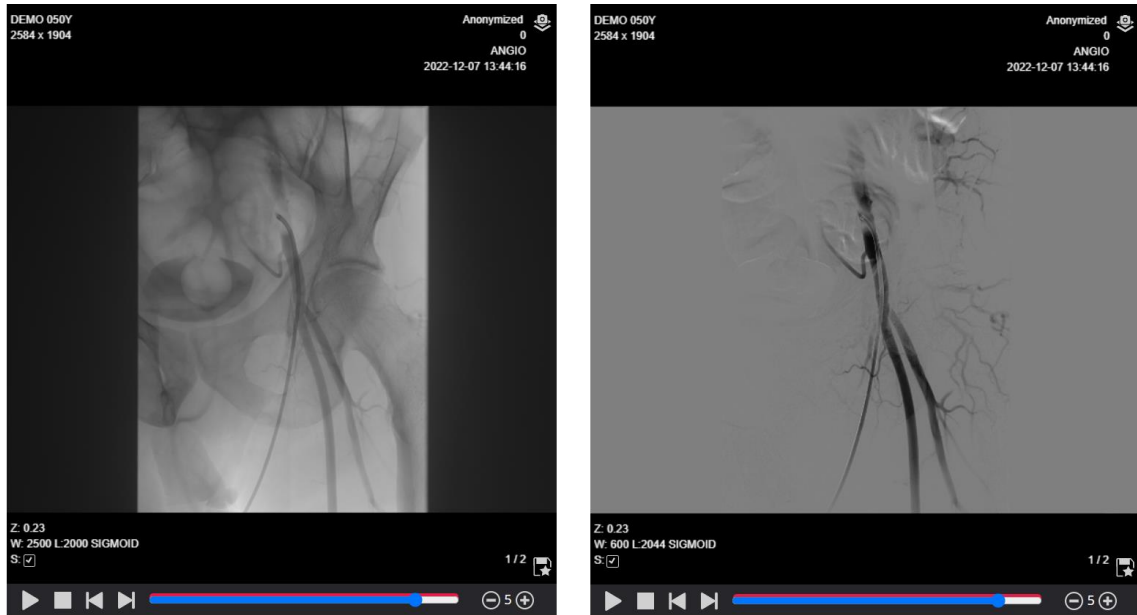 DEMO 050Y
2584 x 1904
Anonymized
0
ANGIO
2022-12-07 13:44:16
Z: 0.23
W: 2500 L:2000 SIGMOID
S:
1 / 2
5
DEMO 050Y
2584 x 1904
Anonymized
0
ANGIO
2022-12-07 13:44:16
Z: 0.23
W: 600 L:2044 SIGMOID
S:
1 / 2
5